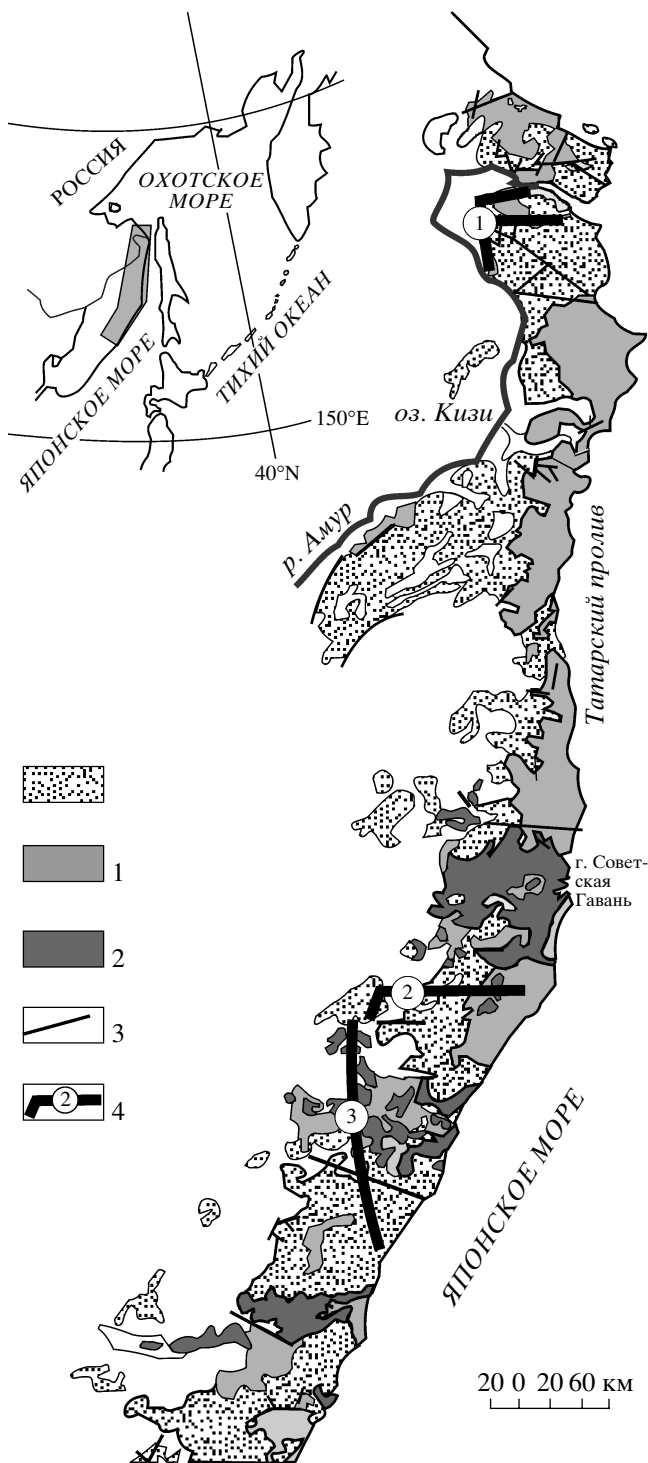 РОССИЯ
ОХОТСКОЕ
МОРЕ
ТИХИЙ ОКЕАН
ЯПОНСКОЕ МОРЕ
150°E
40°N
1
оз. Кизи
р. Амур
Татарский пролив
г. Совет-
ская
Гавань
1
2
3
2
4
2
3
ЯПОНСКОЕ МОРЕ
20 0 20 60 км